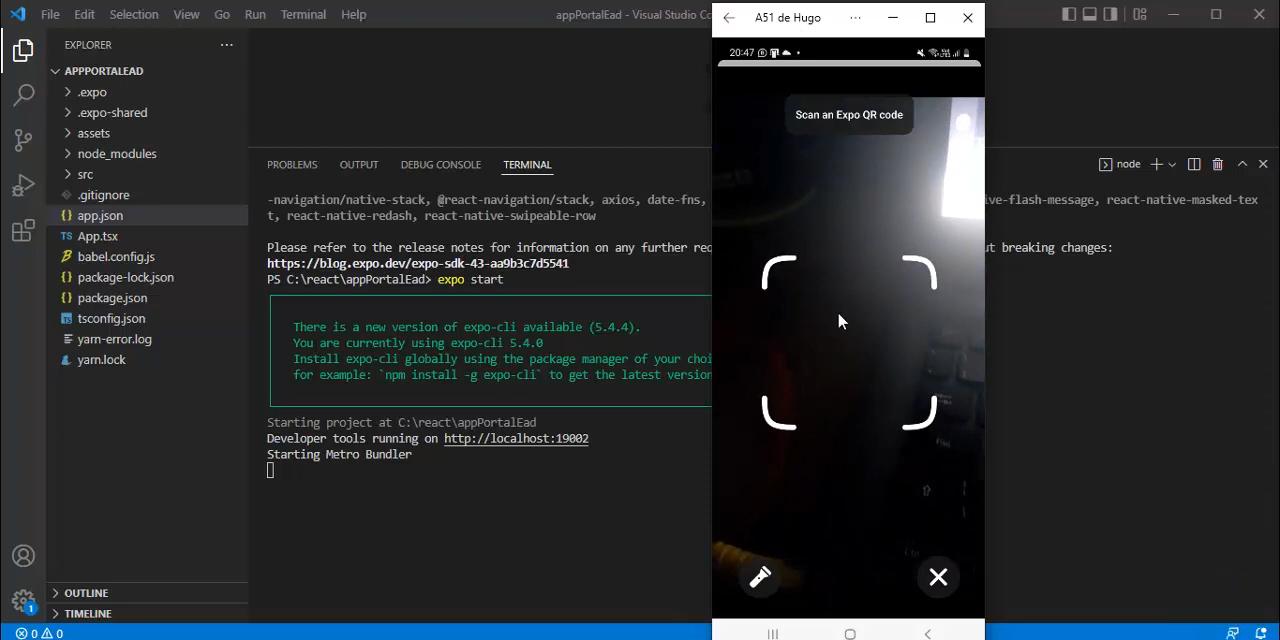 File Edit Selection View Go Run Terminal Help
appPortalEad - Visual Studio Co
A51 de Hugo
20:47
EXPLORER
APPPORTALEAD
.expo
.expo-shared
assets
node_modules
src
.gitignore
app.json
TS App.tsx
babel.config.js
package-lock.json
package.json
tsconfig.json
yarn-error.log
yarn.lock
OUTLINE
TIMELINE
1
0 0
PROBLEMS OUTPUT DEBUG CONSOLE TERMINAL
node
-navigation/native-stack, @react-navigation/stack, axios, date-fns, ive-flash-message, react-native-masked-tex
t, react-native-redash, react-native-swipeable-row
Please refer to the release notes for information on any further req ut breaking changes:
https://blog.expo.dev/expo-sdk-43-aa9b3c7d5541
PS C:\react\appPortalEad> expo start
There is a new version of expo-cli available (5.4.4).
You are currently using expo-cli 5.4.0
Install expo-cli globally using the package manager of your choi
for example: `npm install -g expo-cli` to get the latest version
Starting project at C:\react\appPortalEad
Developer tools running on http://localhost:19002
Starting Metro Bundler
Scan an Expo QR code